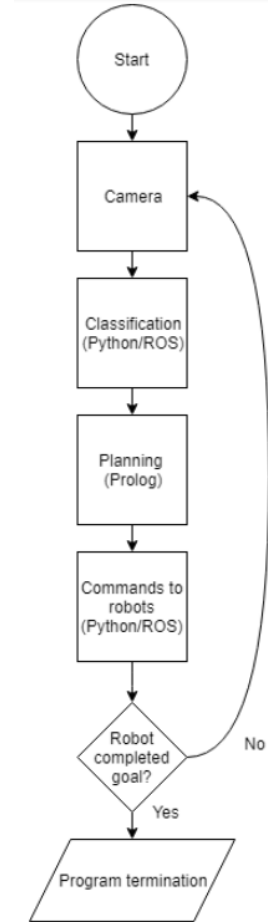 Start
Camera
Classification
(Python/ROS)
Planning
(Prolog)
Commands to
robots
(Python/ROS)
Robot
completed
goal?
No
Yes
Program termination